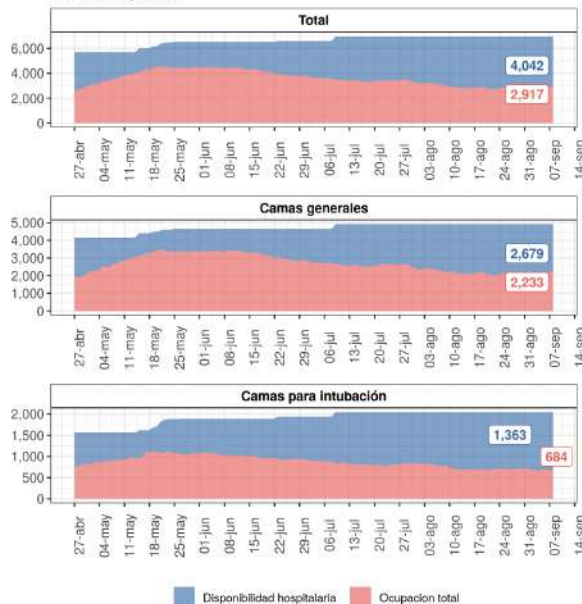 Total
6,000
4,000
2,000
0
4,042
2,917
27-abr
04-may
11-may
18-may
25-may
01-jun
08-jun
15-jun
22-jun
29-jun
06-jul
13-jul
20-jul
27-jul
03-ago
10-ago
17-ago
24-ago
31-ago
07-sep
14-sep
Camas generales
5,000
4,000
3,000
2,000
1,000
0
2,679
2,233
27-abr
04-may
11-may
18-may
25-may
01-jun
08-jun
15-jun
22-jun
29-jun
06-jul
13-jul
20-jul
27-jul
03-ago
10-ago
17-ago
24-ago
31-ago
07-sep
14-sep
Camas para intubación
2,000
1,500
1,000
500
0
1,363
684
27-abr
04-may
11-may
18-may
25-may
01-jun
08-jun
15-jun
22-jun
29-jun
06-jul
13-jul
20-jul
27-jul
03-ago
10-ago
17-ago
24-ago
31-ago
07-sep
14-sep
Disponibilidad hospitalaria Ocupacion total